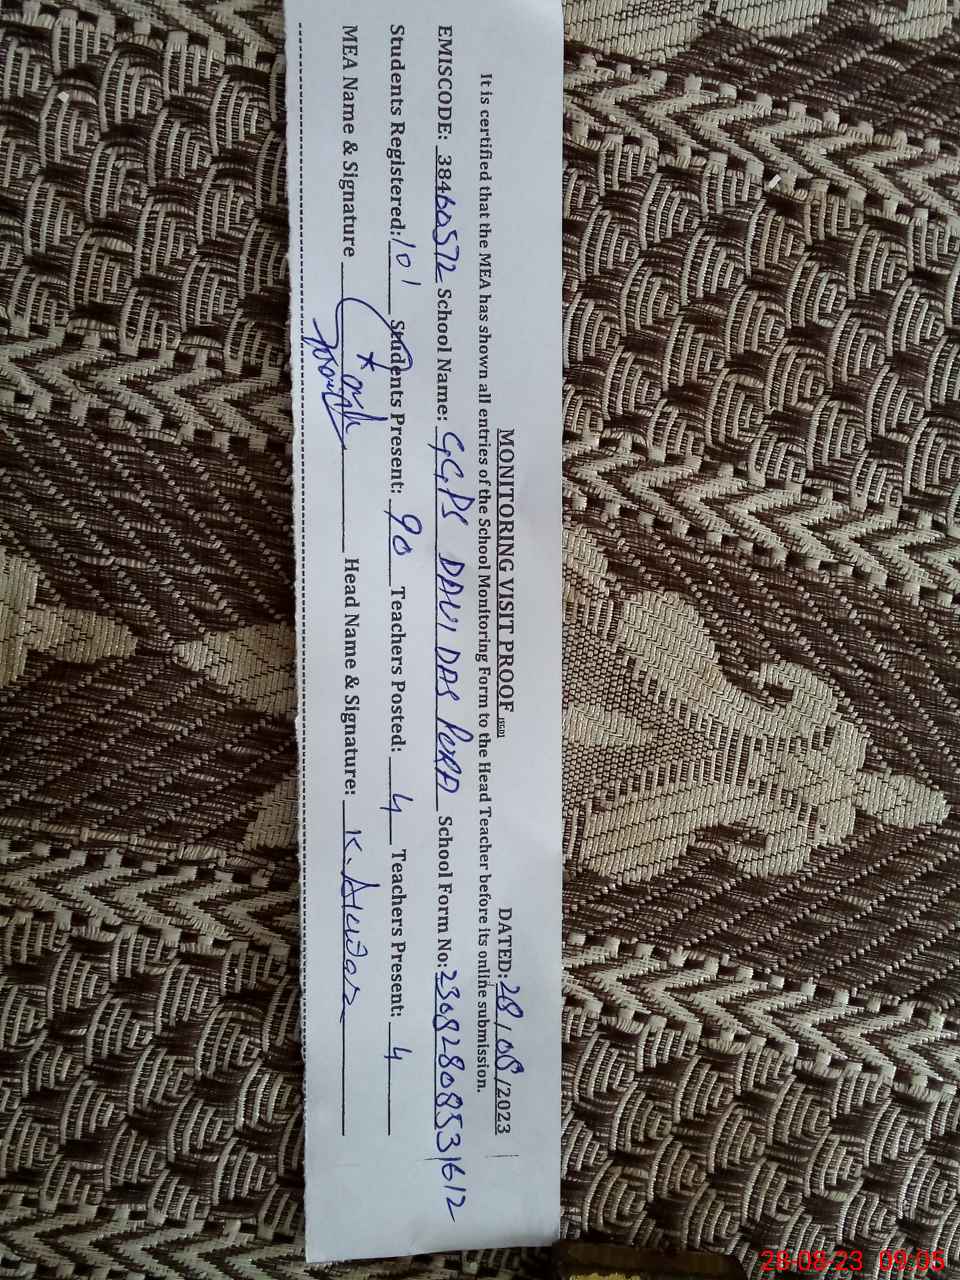 MONITORING VISIT PROOF DATED: 28/08/2023
It is certified that the MEA has shown all entries of the School Monitoring Form to the Head Teacher before its online submission.
EMISCODE: 38460572 School Name: GGPS DAVI DAS PURA School Form No: 23082808531612
Students Registered: 101 Students Present: 90 Teachers Posted: 4 Teachers Present: 4
MEA Name & Signature Head Name & Signature: K.
28-08-23 09:05